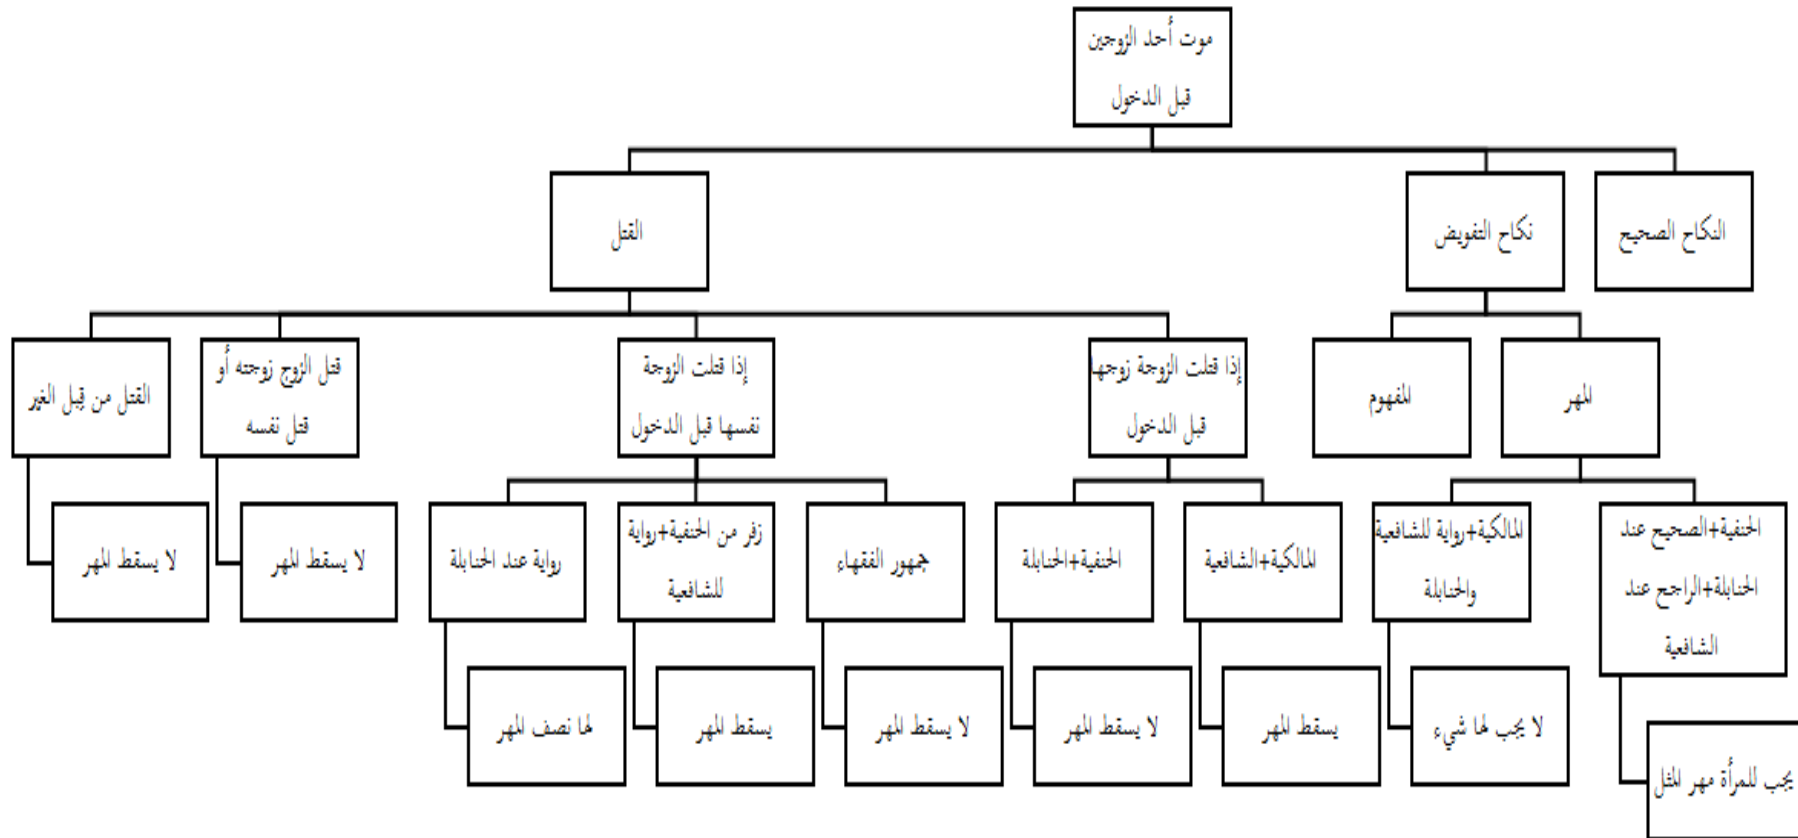 موت أحد الزوجين
قبل الدخول
النكاح الصحيح
نكاح التفويض
القتل
المهر
المفهوم
إذا قتلت الزوجة زوجها
قبل الدخول
إذا قتلت الزوجة
نفسها قبل الدخول
قتل الزوج زوجته أو
قتل نفسه
القتل من قِبل الغير
الحنفية+الصحيح عند
الحنابلة+الراجح عند
الشافعية
المالكية+رواية للشافعية
والحنابلة
المالكية+الشافعية
الحنفية+الحنابلة
جمهور الفقهاء
زفر من الحنفية+رواية
للشافعية
رواية عند الحنابلة
لا يسقط المهر
لا يسقط المهر
يجب للمرأة مهر المثل
لا يجب لها شيء
يسقط المهر
لا يسقط المهر
لا يسقط المهر
يسقط المهر
لها نصف المهر